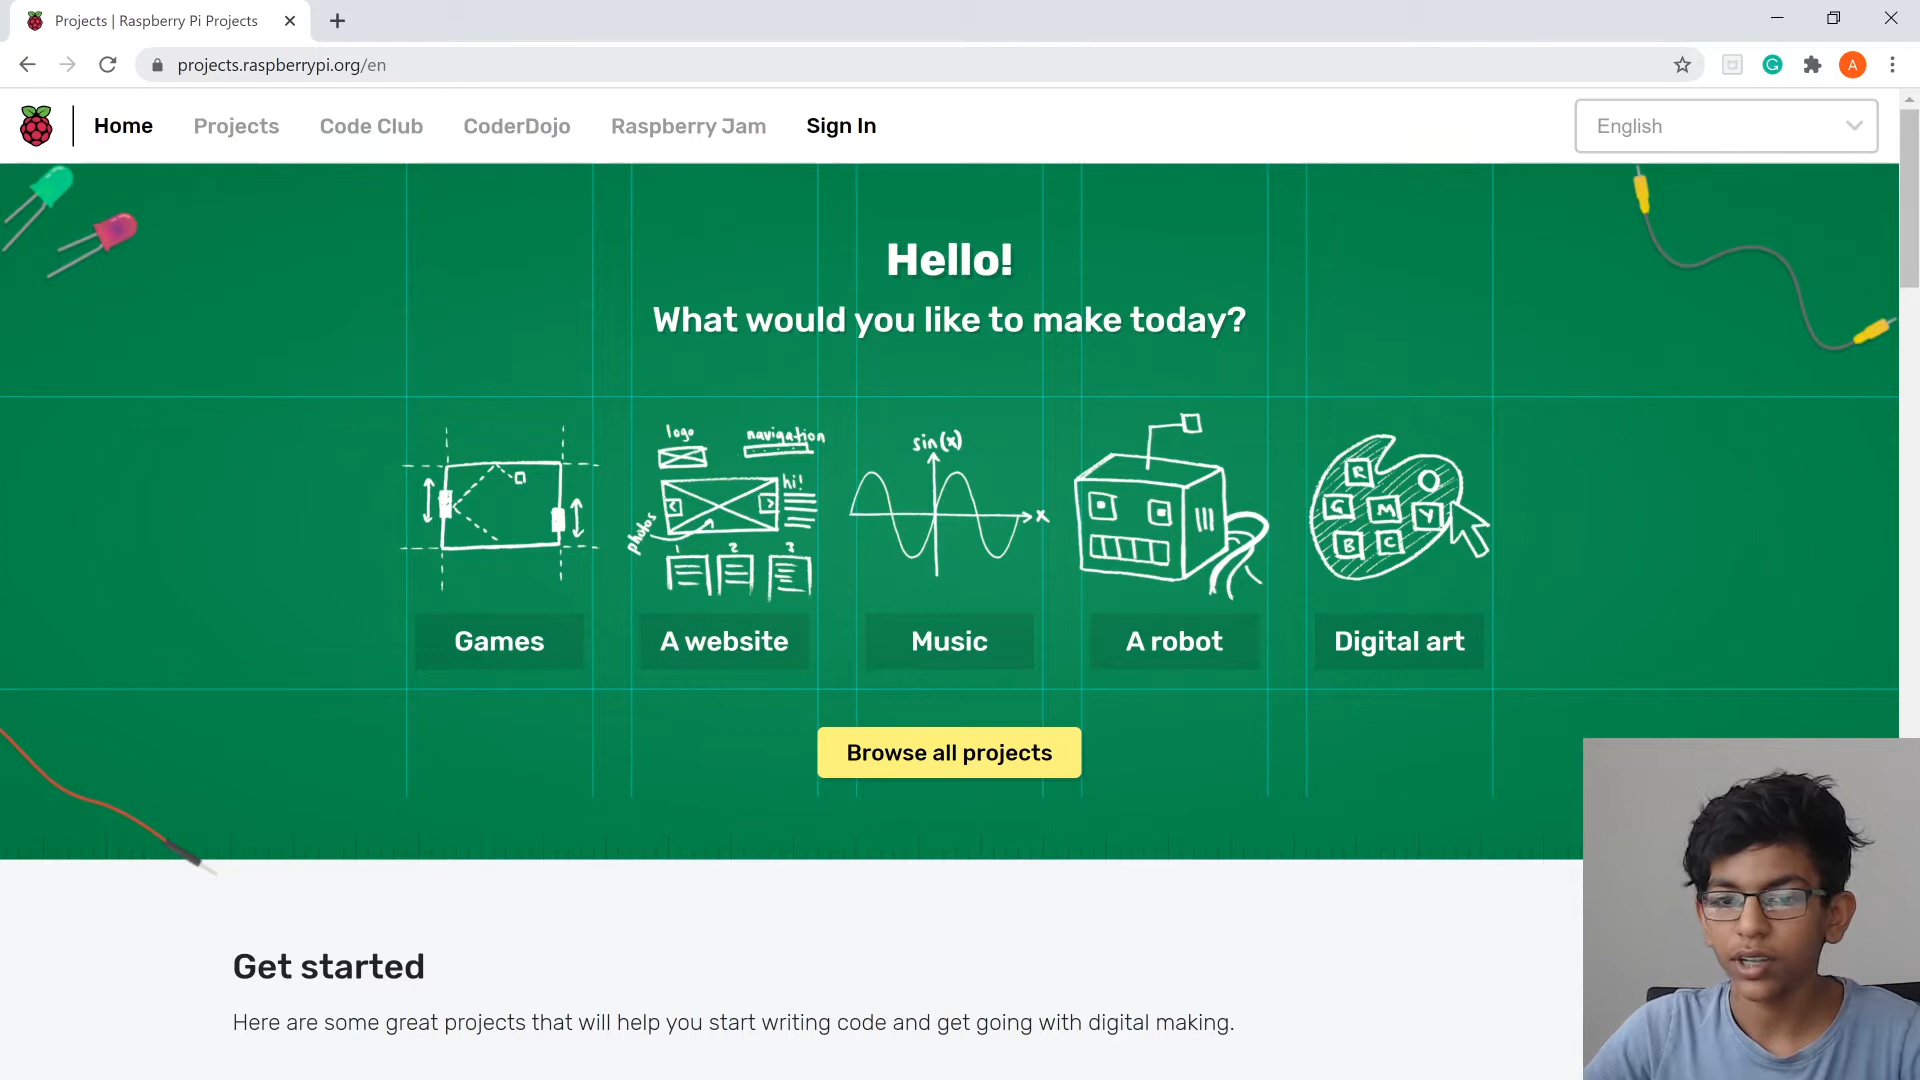 Projects | Raspberry Pi Projects
projects.raspberrypi.org/en
A
Home Projects Code Club CoderDojo Raspberry Jam Sign In English
Hello!
What would you like to make today?
logo navigation
hi!
photos
1 2 3
sin(x)
x
R
G M Y
B C
Games A website Music A robot Digital art
Browse all projects
Get started
Here are some great projects that will help you start writing code and get going with digital making.